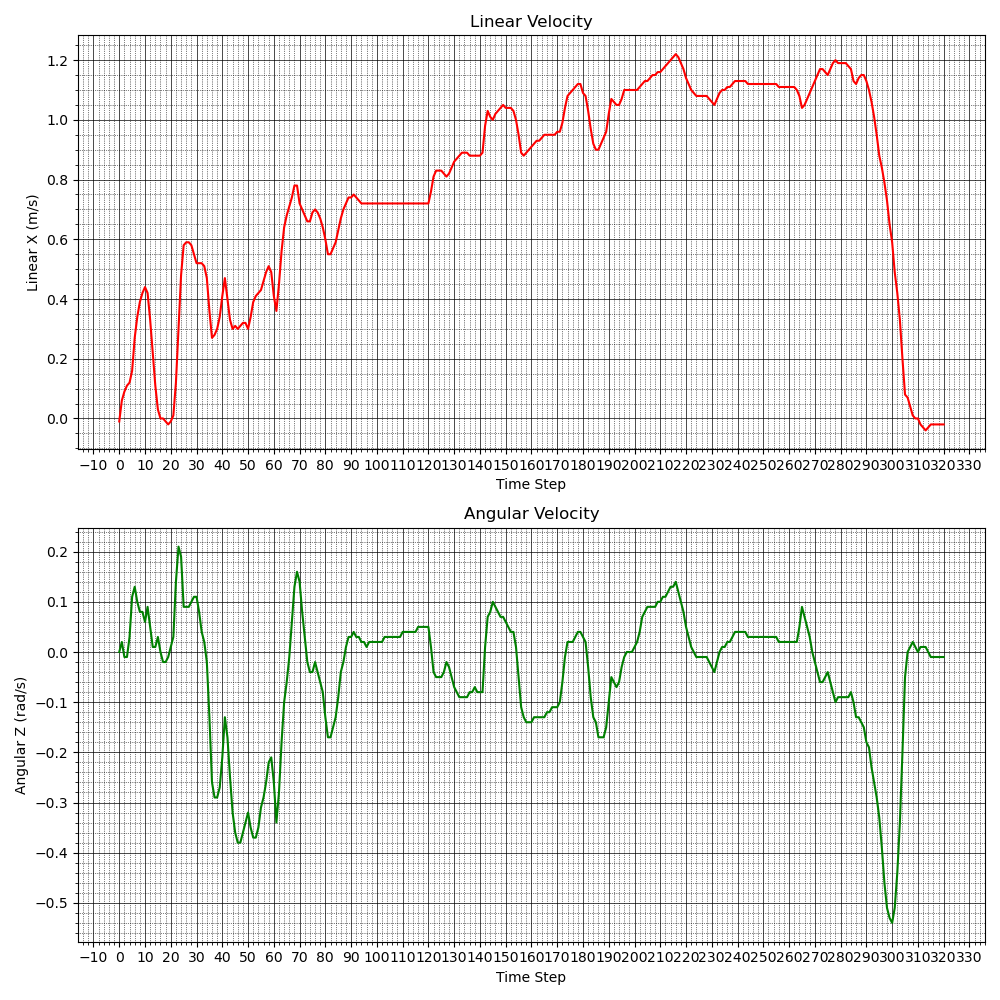 Linear Velocity
1.2
1.0
0.8
0.6
0.4
0.2
0.0
Linear X (m/s)
−10 0 10 20 30 40 50 60 70 80 90 100 110 120 130 140 150 160 170 180 190 200 210 220 230 240 250 260 270 280 290 300 310 320 330
Time Step
Angular Velocity
0.2
0.1
0.0
−0.1
−0.2
−0.3
−0.4
−0.5
Angular Z (rad/s)
−10 0 10 20 30 40 50 60 70 80 90 100 110 120 130 140 150 160 170 180 190 200 210 220 230 240 250 260 270 280 290 300 310 320 330
Time Step